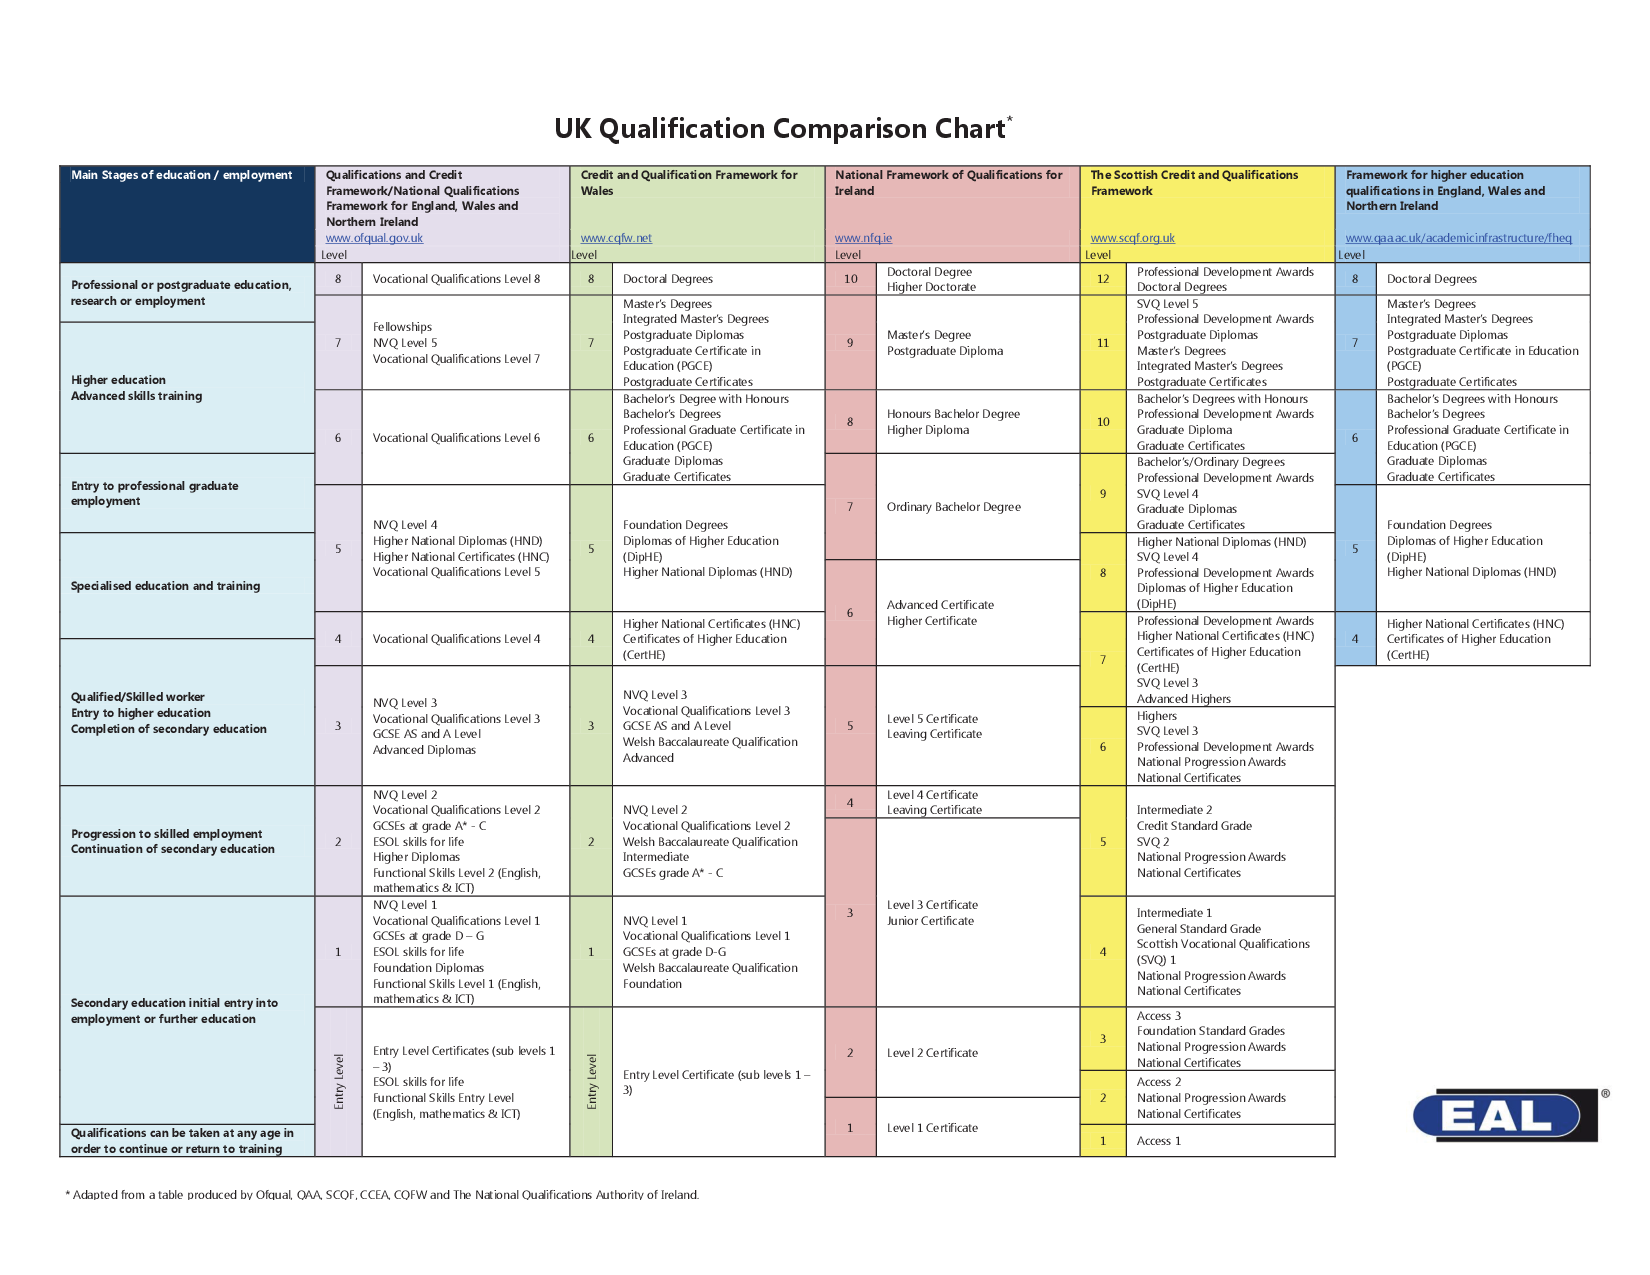 UK Qualification Comparison Chart*
Main Stages of education / employment
Qualifications and Credit
Framework/National Qualifications
Framework for England, Wales and
Northern Ireland
www.ofqual.gov.uk
Level
Credit and Qualification Framework for
Wales
www.cqfw.net
Level
National Framework of Qualifications for
Ireland
www.nfq.ie
Level
The Scottish Credit and Qualifications
Framework
www.scqf.org.uk
Level
Framework for higher education
qualifications in England, Wales and
Northern Ireland
www.qaa.ac.uk/academicinfrastructure/fheq
Level
Professional or postgraduate education,
research or employment
Higher education
Advanced skills training
Entry to professional graduate
employment
Specialised education and training
Qualified/Skilled worker
Entry to higher education
Completion of secondary education
Progression to skilled employment
Continuation of secondary education
Secondary education initial entry into
employment or further education
Qualifications can be taken at any age in
order to continue or return to training
8
Vocational Qualifications Level 8
7
Fellowships
NVQ Level 5
Vocational Qualifications Level 7
6
Vocational Qualifications Level 6
5
NVQ Level 4
Higher National Diplomas (HND)
Higher National Certificates (HNC)
Vocational Qualifications Level 5
4
Vocational Qualifications Level 4
3
NVQ Level 3
Vocational Qualifications Level 3
GCSE AS and A Level
Advanced Diplomas
2
NVQ Level 2
Vocational Qualifications Level 2
GCSEs at grade A* - C
ESOL skills for life
Higher Diplomas
Functional Skills Level 2 (English,
mathematics & ICT)
1
NVQ Level 1
Vocational Qualifications Level 1
GCSEs at grade D – G
ESOL skills for life
Foundation Diplomas
Functional Skills Level 1 (English,
mathematics & ICT)
Entry Level
Entry Level Certificates (sub levels 1
– 3)
ESOL skills for life
Functional Skills Entry Level
(English, mathematics & ICT)
8
Doctoral Degrees
7
Master's Degrees
Integrated Master's Degrees
Postgraduate Diplomas
Postgraduate Certificate in
Education (PGCE)
Postgraduate Certificates
6
Bachelor's Degree with Honours
Bachelor's Degrees
Professional Graduate Certificate in
Education (PGCE)
Graduate Diplomas
Graduate Certificates
5
Foundation Degrees
Diplomas of Higher Education
(DipHE)
Higher National Diplomas (HND)
4
Higher National Certificates (HNC)
Certificates of Higher Education
(CertHE)
3
NVQ Level 3
Vocational Qualifications Level 3
GCSE AS and A Level
Welsh Baccalaureate Qualification
Advanced
2
NVQ Level 2
Vocational Qualifications Level 2
Welsh Baccalaureate Qualification
Intermediate
GCSEs grade A* - C
1
NVQ Level 1
Vocational Qualifications Level 1
GCSEs at grade D-G
Welsh Baccalaureate Qualification
Foundation
Entry Level
Entry Level Certificate (sub levels 1 –
3)
10
Doctoral Degree
Higher Doctorate
9
Master's Degree
Postgraduate Diploma
8
Honours Bachelor Degree
Higher Diploma
7
Ordinary Bachelor Degree
6
Advanced Certificate
Higher Certificate
5
Level 5 Certificate
Leaving Certificate
4
Level 4 Certificate
Leaving Certificate
3
Level 3 Certificate
Junior Certificate
2
Level 2 Certificate
1
Level 1 Certificate
12
Professional Development Awards
Doctoral Degrees
11
SVQ Level 5
Professional Development Awards
Postgraduate Diplomas
Master's Degrees
Integrated Master's Degrees
Postgraduate Certificates
10
Bachelor's Degrees with Honours
Professional Development Awards
Graduate Diploma
Graduate Certificates
9
Bachelor's/Ordinary Degrees
Professional Development Awards
SVQ Level 4
Graduate Diplomas
Graduate Certificates
8
Higher National Diplomas (HND)
SVQ Level 4
Professional Development Awards
Diplomas of Higher Education
(DipHE)
7
Professional Development Awards
Higher National Certificates (HNC)
Certificates of Higher Education
(CertHE)
SVQ Level 3
Advanced Highers
6
Highers
SVQ Level 3
Professional Development Awards
National Progression Awards
National Certificates
5
Intermediate 2
Credit Standard Grade
SVQ 2
National Progression Awards
National Certificates
4
Intermediate 1
General Standard Grade
Scottish Vocational Qualifications
(SVQ) 1
National Progression Awards
National Certificates
3
Access 3
Foundation Standard Grades
National Progression Awards
National Certificates
2
Access 2
National Progression Awards
National Certificates
1
Access 1
8
Doctoral Degrees
7
Master's Degrees
Integrated Master's Degrees
Postgraduate Diplomas
Postgraduate Certificate in Education
(PGCE)
Postgraduate Certificates
6
Bachelor's Degrees with Honours
Bachelor's Degrees
Professional Graduate Certificate in
Education (PGCE)
Graduate Diplomas
Graduate Certificates
5
Foundation Degrees
Diplomas of Higher Education
(DipHE)
Higher National Diplomas (HND)
4
Higher National Certificates (HNC)
Certificates of Higher Education
(CertHE)
EAL®
* Adapted from a table produced by Ofqual, QAA, SCQF, CCEA, CQFW and The National Qualifications Authority of Ireland.